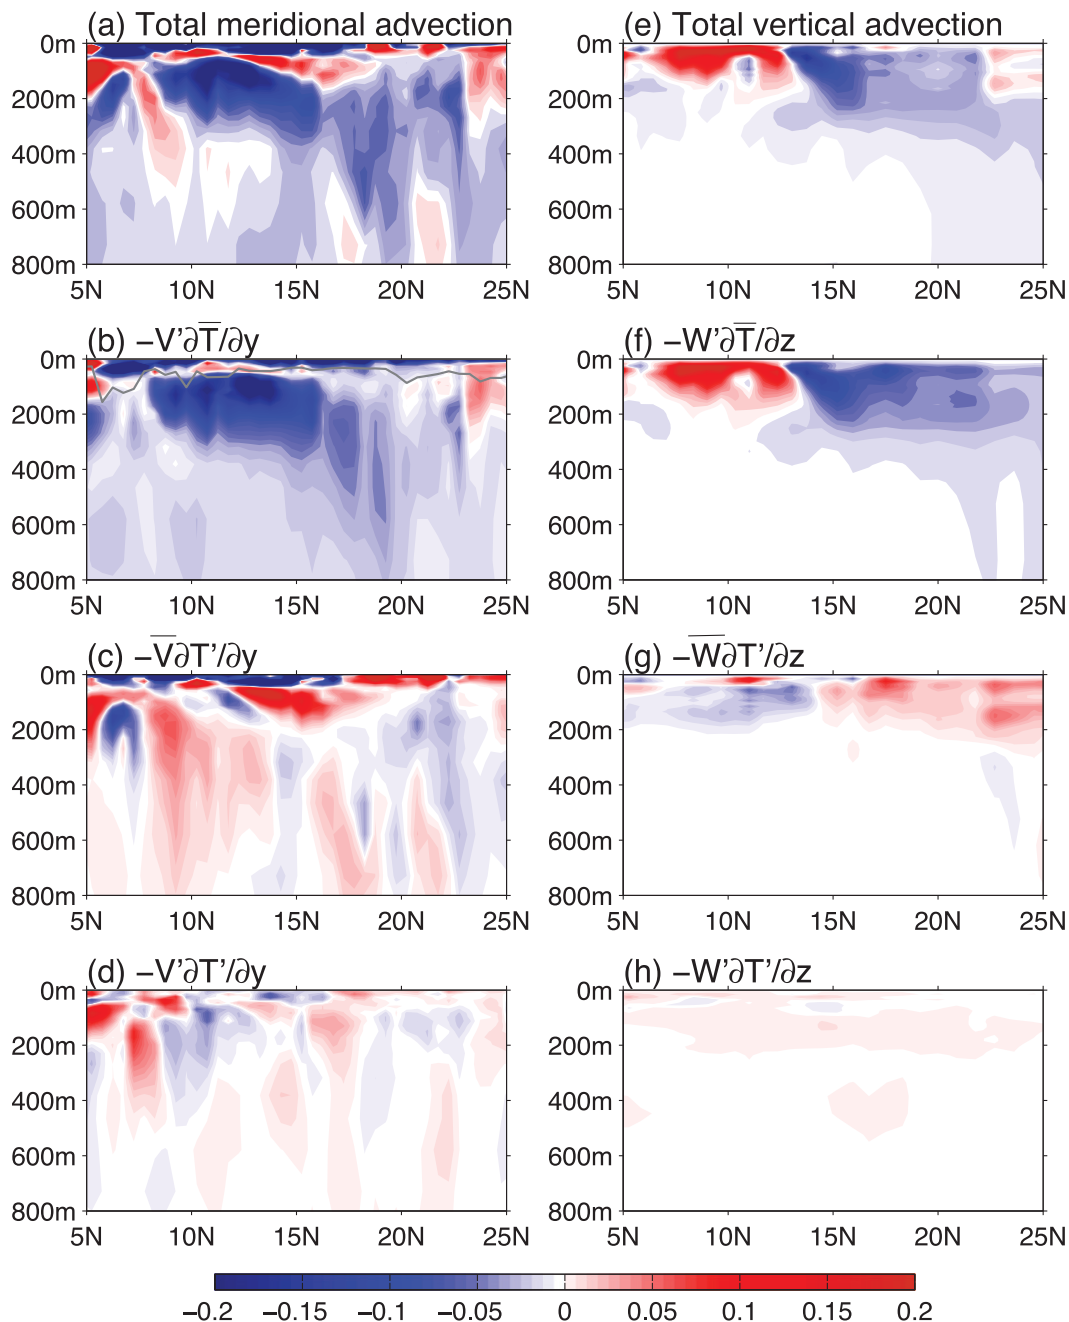 (a) Total meridional advection
0m
200m
400m
600m
800m
5N 10N 15N 20N 25N
(e) Total vertical advection
0m
200m
400m
600m
800m
5N 10N 15N 20N 25N
(b) −V'∂T̅/∂y
0m
200m
400m
600m
800m
5N 10N 15N 20N 25N
(f) −W'∂T̅/∂z
0m
200m
400m
600m
800m
5N 10N 15N 20N 25N
(c) −V̅∂T'/∂y
0m
200m
400m
600m
800m
5N 10N 15N 20N 25N
(g) −W̅∂T'/∂z
0m
200m
400m
600m
800m
5N 10N 15N 20N 25N
(d) −V'∂T'/∂y
0m
200m
400m
600m
800m
5N 10N 15N 20N 25N
(h) −W'∂T'/∂z
0m
200m
400m
600m
800m
5N 10N 15N 20N 25N
−0.2 −0.15 −0.1 −0.05 0 0.05 0.1 0.15 0.2